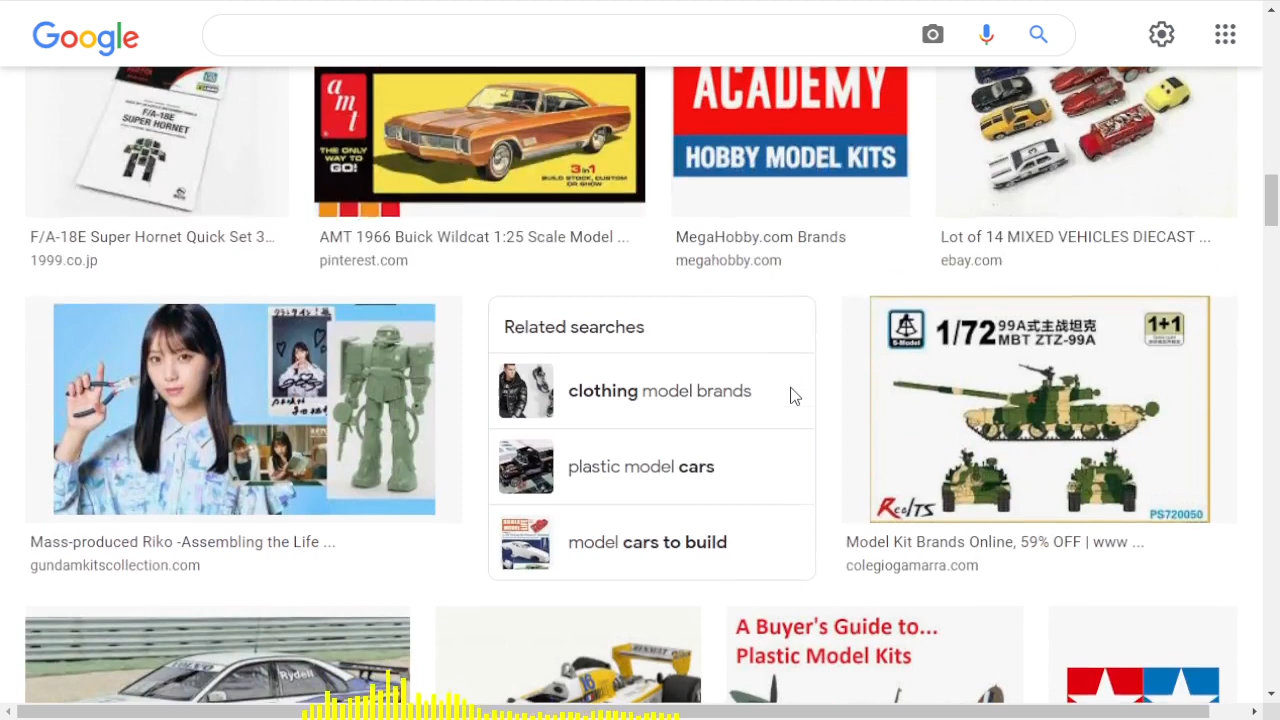 Google
F/A-18E
SUPER HORNET
amt
THE ONLY
WAY TO
GO!
3 in 1
BUILD STOCK, CUSTOM
OR SHOW
ACADEMY
HOBBY MODEL KITS
F/A-18E Super Hornet Quick Set 3...
1999.co.jp
AMT 1966 Buick Wildcat 1:25 Scale Model ...
pinterest.com
MegaHobby.com Brands
megahobby.com
Lot of 14 MIXED VEHICLES DIECAST ...
ebay.com
Related searches
clothing model brands
plastic model cars
model cars to build
S-Model
1/72 99A式主战坦克
MBT ZTZ-99A
1+1
PS720050
Mass-produced Riko -Assembling the Life ...
gundamkitscollection.com
Model Kit Brands Online, 59% OFF | www ...
colegiogamarra.com
Rydell
RENAULT
A Buyer's Guide to...
Plastic Model Kits